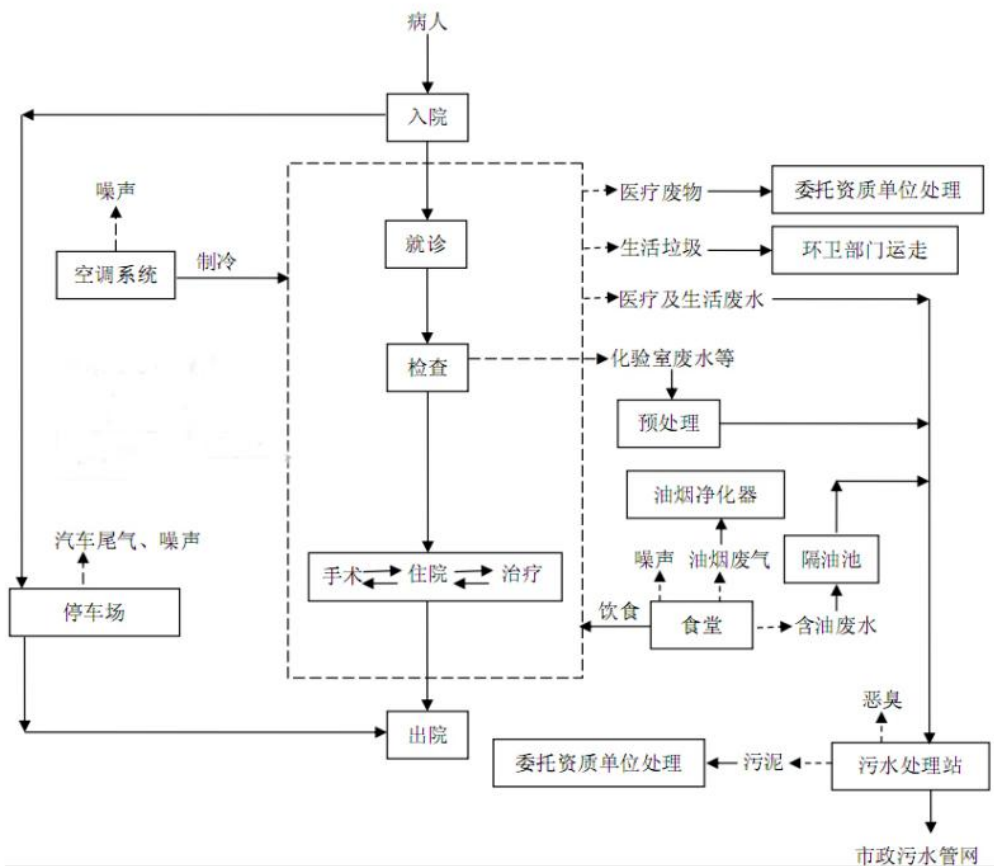 病人
入院
噪声
医疗废物
委托资质单位处理
就诊
生活垃圾
环卫部门运走
空调系统
制冷
医疗及生活废水
检查
化验室废水等
预处理
油烟净化器
汽车尾气、噪声
噪声
油烟废气
隔油池
手术
住院
治疗
停车场
饮食
食堂
含油废水
恶臭
出院
委托资质单位处理
污泥
污水处理站
市政污水管网